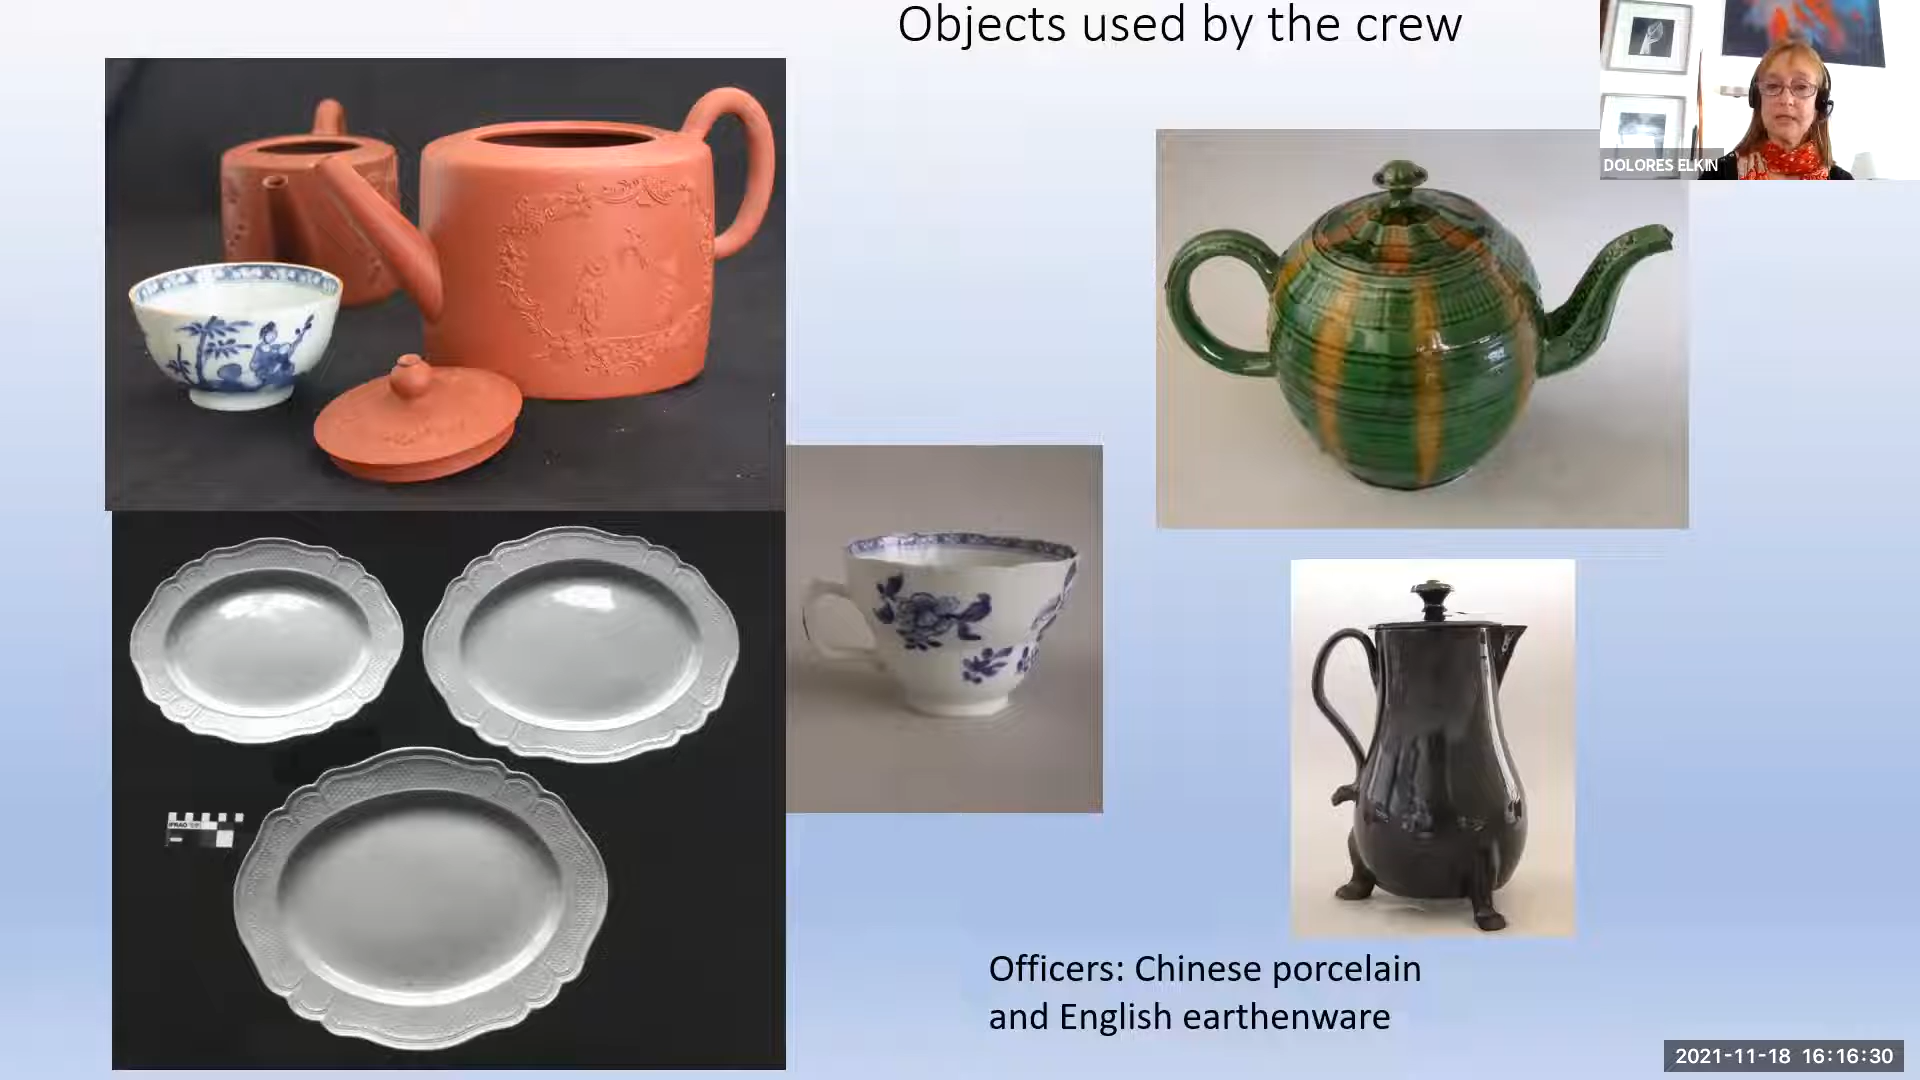 Objects used by the crew
DOLORES ELKIN
IFRAO
Officers: Chinese porcelain
and English earthenware
2021-11-18 16:16:30